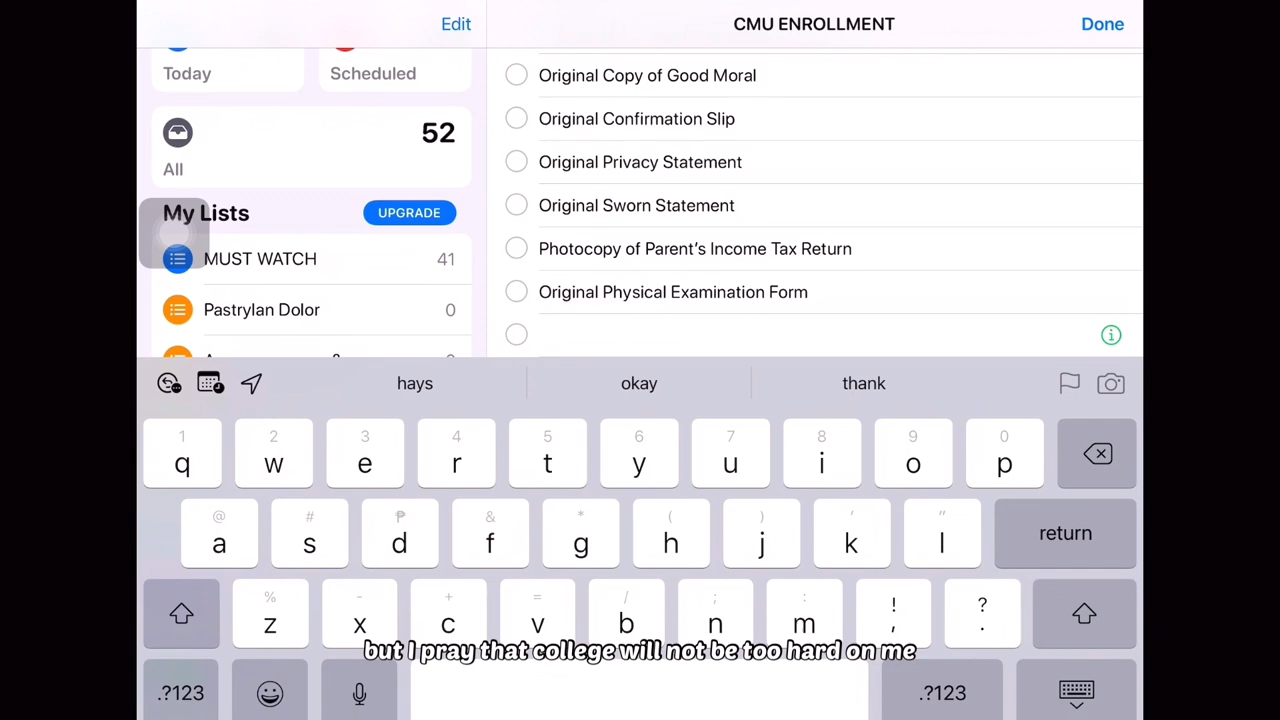 Edit
CMU ENROLLMENT
Done
Today
Scheduled
Original Copy of Good Moral
Original Confirmation Slip
52
All
Original Privacy Statement
My Lists
UPGRADE
Original Sworn Statement
MUST WATCH
41
Photocopy of Parent's Income Tax Return
Pastrylan Dolor
0
Original Physical Examination Form
hays
okay
thank
1 2 3 4 5 6 7 8 9 0
q w e r t y u i o p
@ # ₱ & * ( ) ' "
a s d f g h j k l
return
% - + = / ; : ! ?
z x c v b n m , .
but I pray that college will not be too hard on me
.?123
.?123